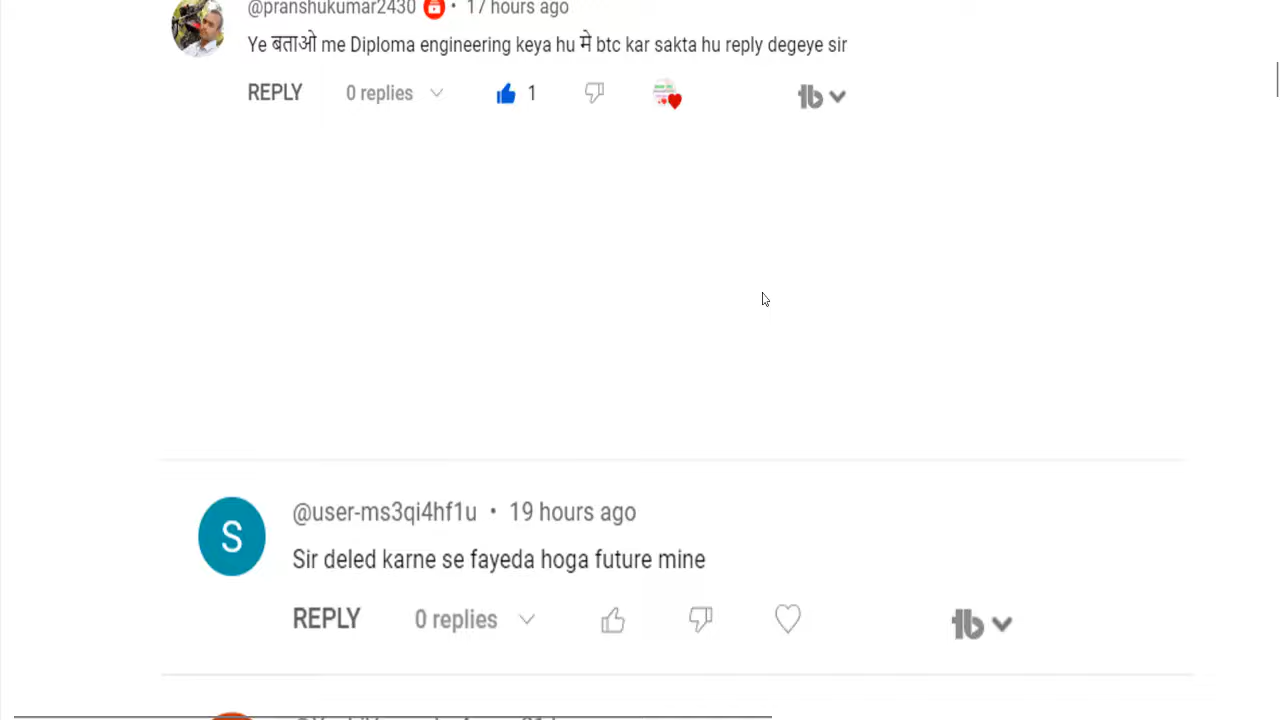 @pranshukumar2430 • 17 hours ago
Ye बताओ me Diploma engineering keya hu मे btc kar sakta hu reply degeye sir
REPLY 0 replies 1
@user-ms3qi4hf1u • 19 hours ago
Sir deled karne se fayeda hoga future mine
REPLY 0 replies